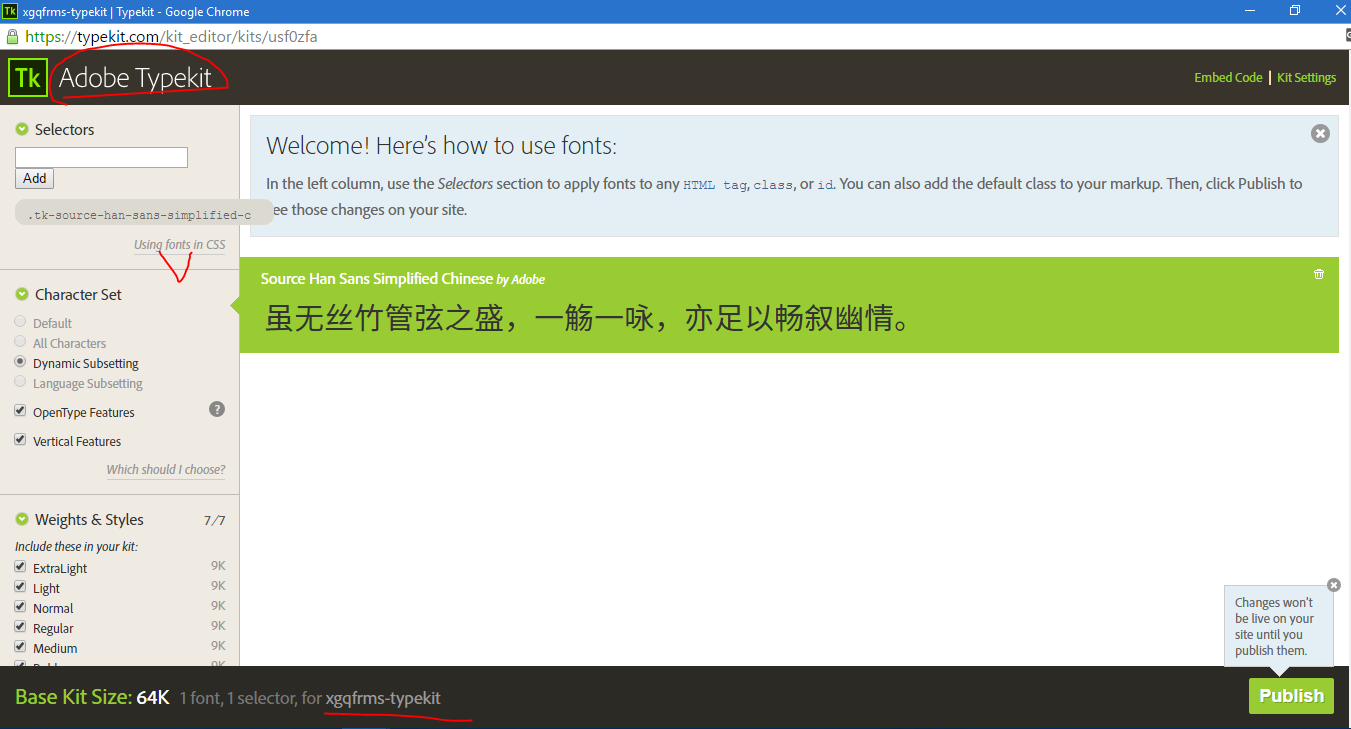 Tk xgqfrms-typekit | Typekit - Google Chrome
https://typekit.com/kit_editor/kits/usf0zfa
Tk Adobe Typekit
Embed Code | Kit Settings
Selectors
Add
.tk-source-han-sans-simplified-c
Using fonts in CSS
Character Set
Default
All Characters
Dynamic Subsetting
Language Subsetting
OpenType Features ?
Vertical Features
Which should I choose?
Weights & Styles 7/7
Include these in your kit:
ExtraLight 9K
Light 9K
Normal 9K
Regular 9K
Medium 9K
9K
Welcome! Here's how to use fonts:
In the left column, use the Selectors section to apply fonts to any HTML tag, class, or id. You can also add the default class to your markup. Then, click Publish to
ee those changes on your site.
Source Han Sans Simplified Chinese by Adobe
虽无丝竹管弦之盛，一觞一咏，亦足以畅叙幽情。
Changes won't
be live on your
site until you
publish them.
Base Kit Size: 64K 1 font, 1 selector, for xgqfrms-typekit
Publish